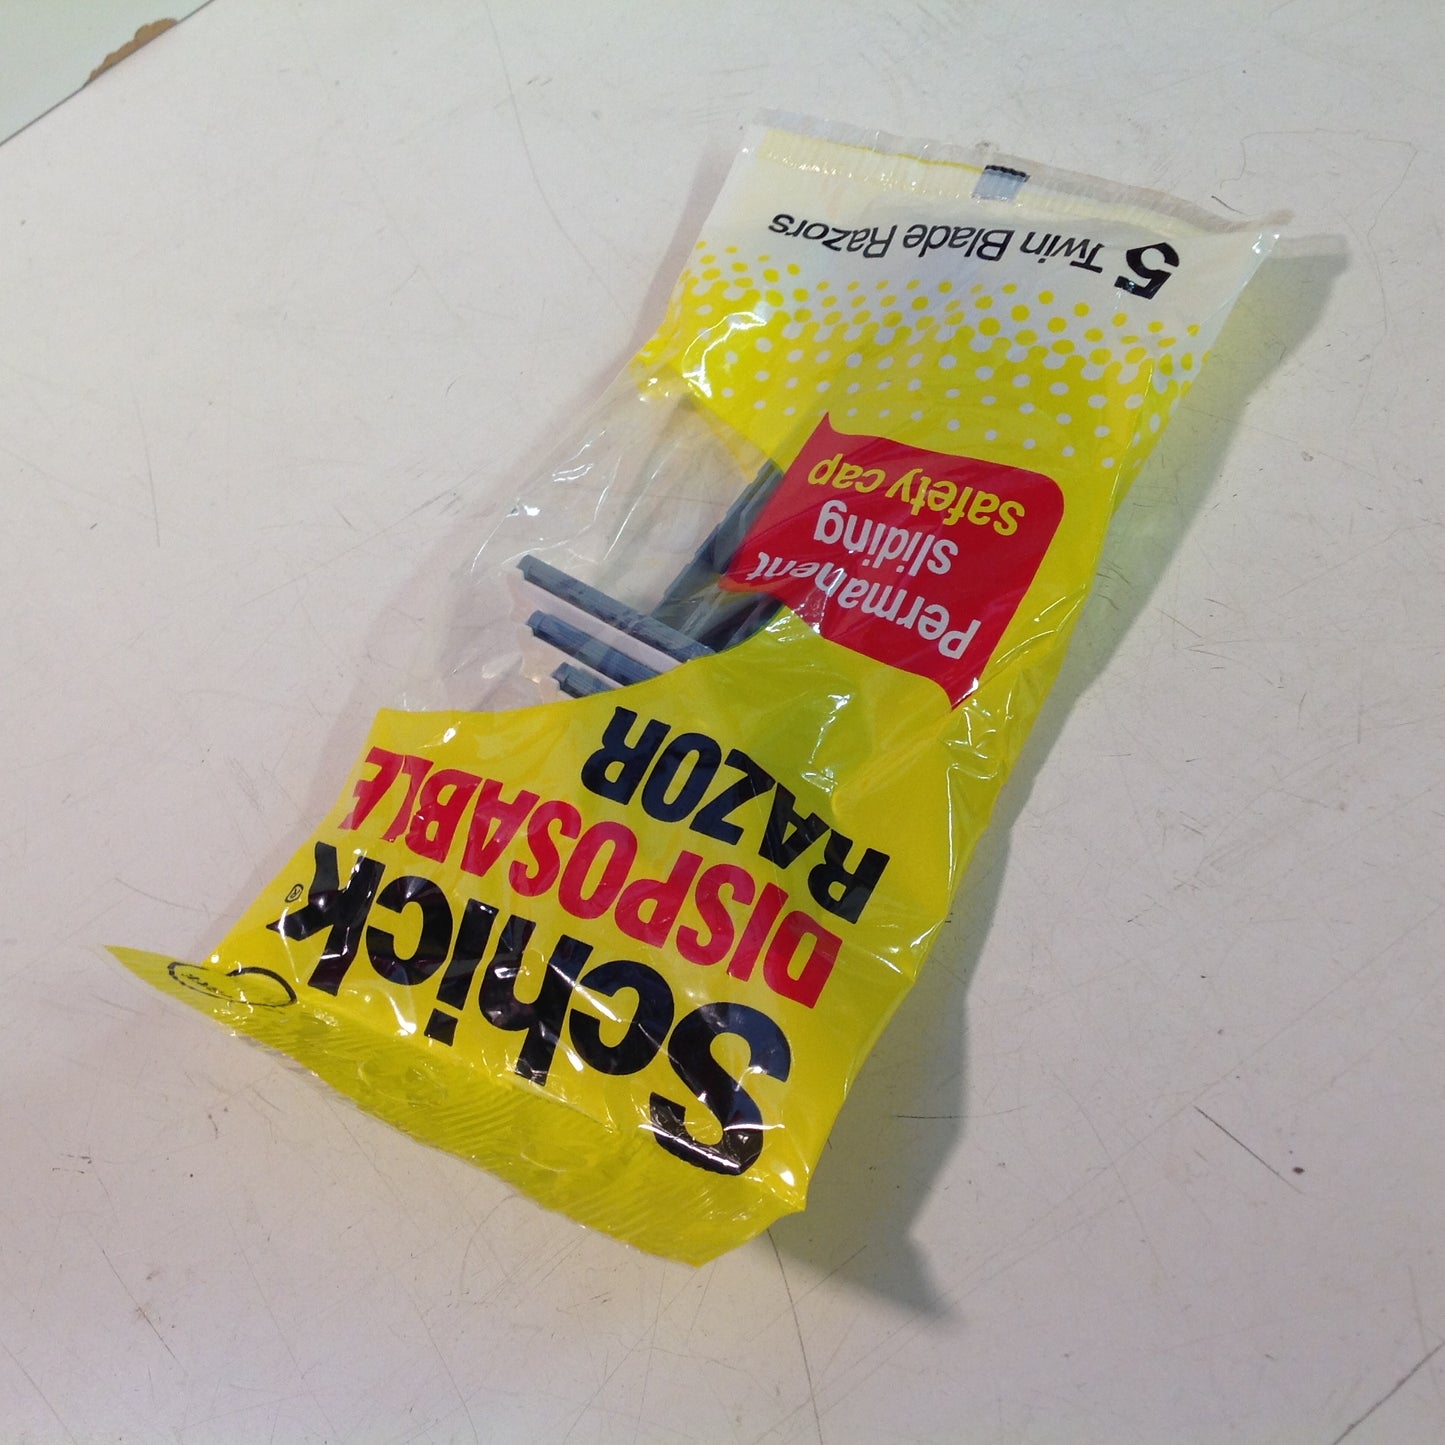 Schick®
DISPOSABLE
RAZOR
Permanent
sliding
safety cap
5 Twin Blade Razors